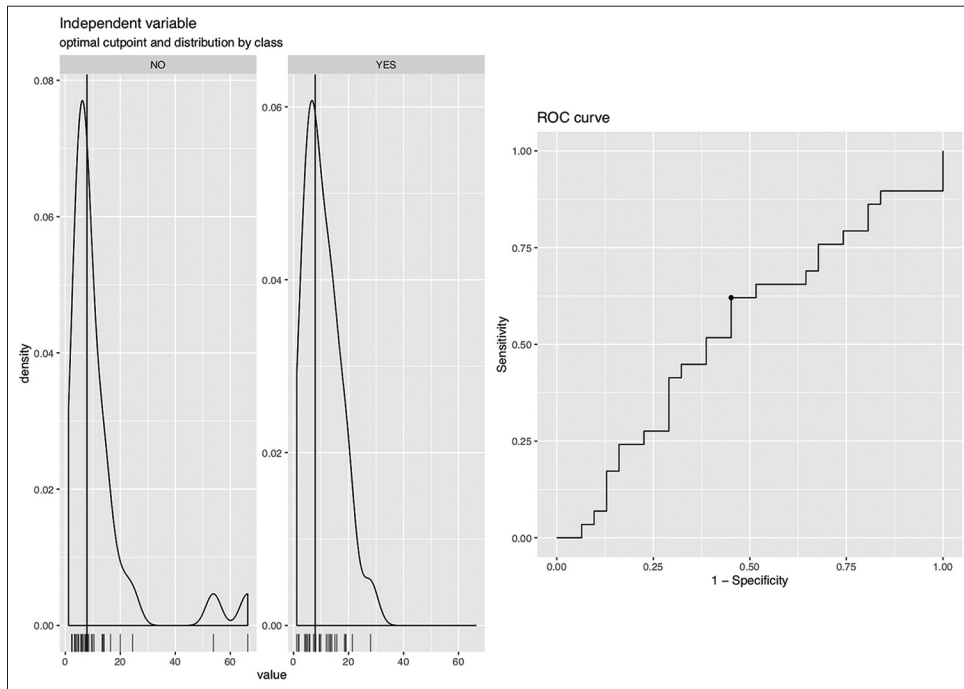 Independent variable
optimal cutpoint and distribution by class
NO
YES
0.08
0.06
0.04
0.02
0.00
density
0 20 40 60
0.06
0.04
0.02
0.00
0 20 40 60
value
ROC curve
1.00
0.75
0.50
0.25
0.00
Sensitivity
0.00 0.25 0.50 0.75 1.00
1 – Specificity